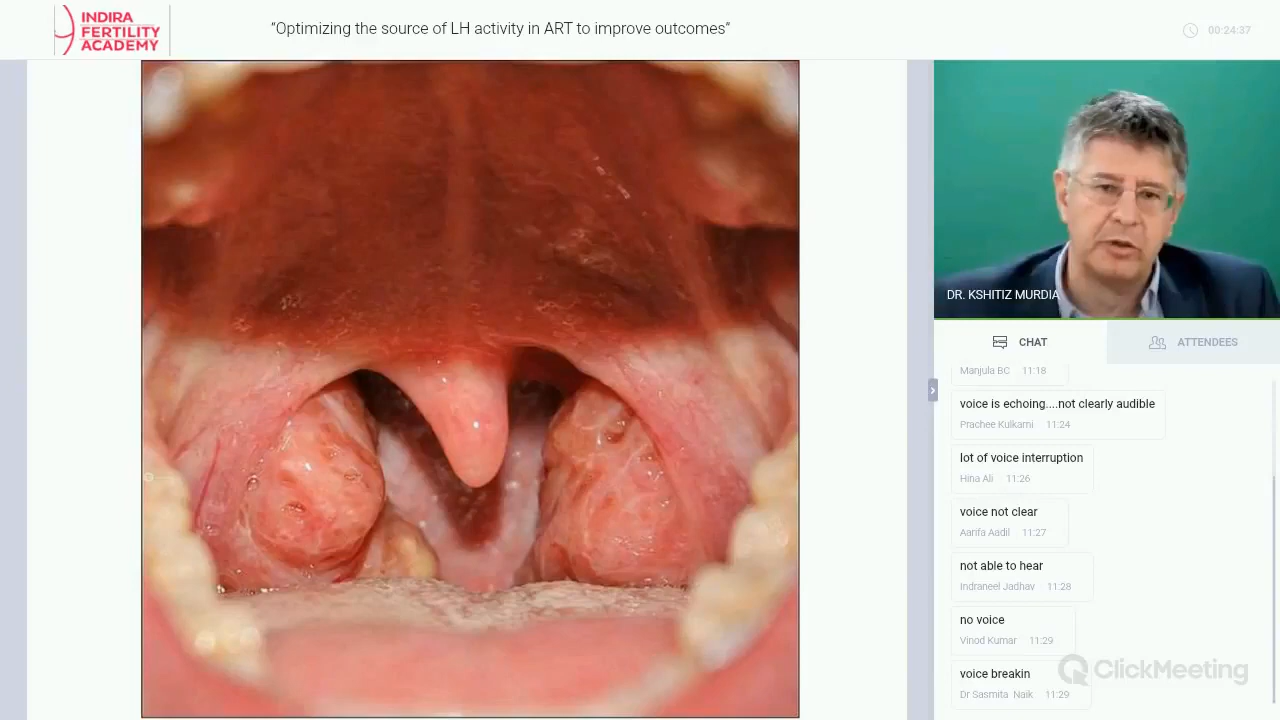 INDIRA
FERTILITY
ACADEMY
“Optimizing the source of LH activity in ART to improve outcomes”
00:24:37
DR. KSHITIZ MURDIA
CHAT
ATTENDEES
Manjula BC 11:18
voice is echoing....not clearly audible
Prachee Kulkarni 11:24
lot of voice interruption
Hina Ali 11:26
voice not clear
Aarifa Aadil 11:27
not able to hear
Indraneel Jadhav 11:28
no voice
Vinod Kumar 11:29
voice breakin
Dr Sasmita Naik 11:29
ClickMeeting